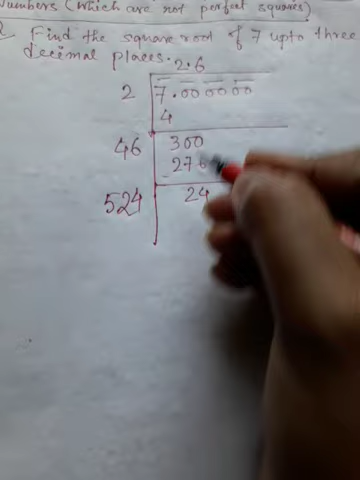 Numbers (which are not perfect squares)
Find the square root of 7 upto three
decimal places.
2.6
2 7.00 00 00
4
46 300
276
524 24